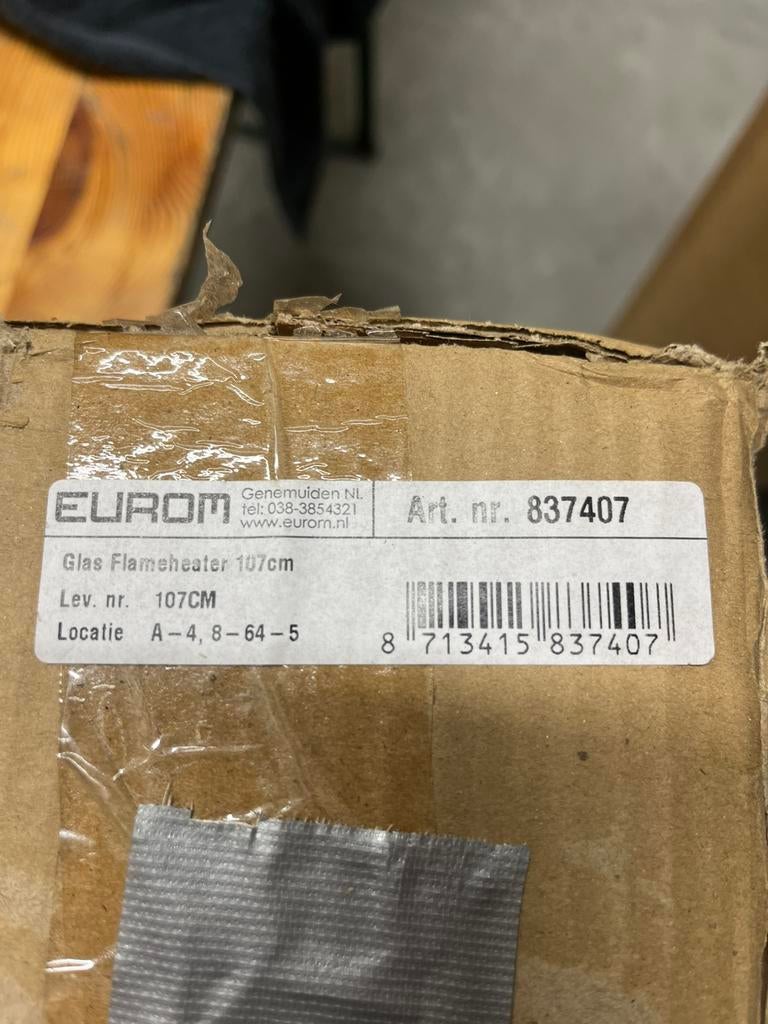 EUROM
Genemuiden NL
tel: 038-3854321
www.eurom.nl
Art. nr. 837407
Glas Flameheater 107cm
Lev. nr. 107CM
Locatie A-4, 8-64-5
8 713415 837407